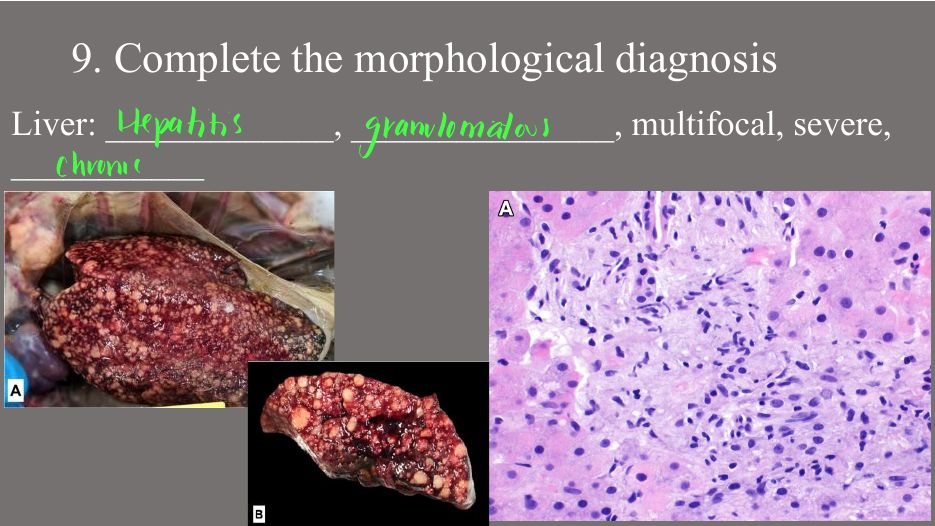 9. Complete the morphological diagnosis
Liver: Hepatitis, granulomatous, multifocal, severe,
Chronic
A
A
B